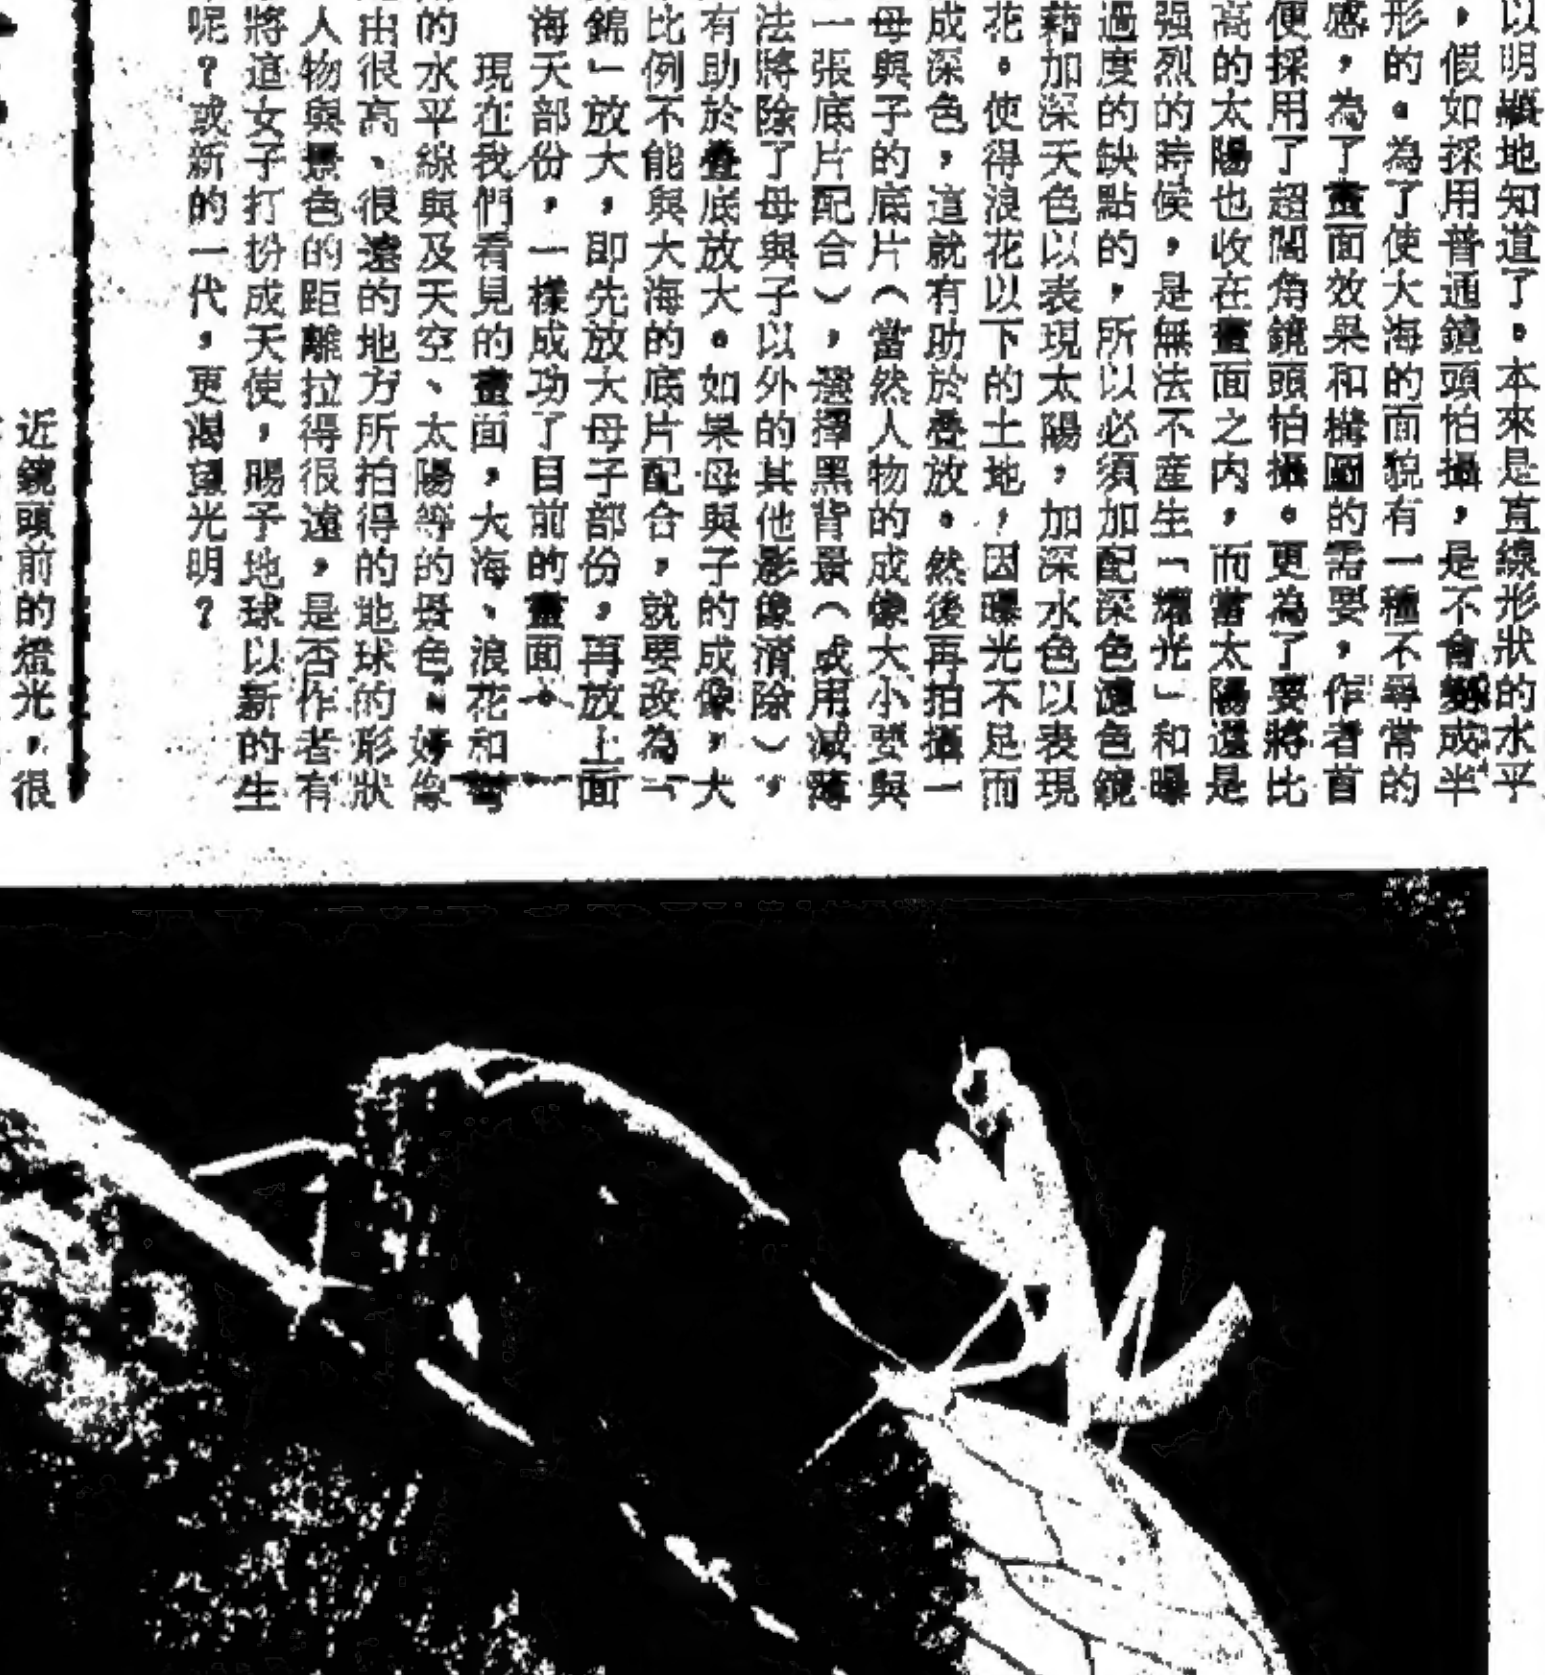 以明顯地知道了。本來是直線形狀的水平
，假如採用普通鏡頭拍攝，是不會變成半
形的。為了使大海的面貌有一種不尋常的
感，為了畫面效果和構圖的需要，作者首
便採用了超闊角鏡頭拍攝。更為了要將比
高的太陽也收在畫面之內，而當太陽還是
强烈的時候，是無法不產生「耀光」和曝
過度的缺點的，所以必須加配深色濾色鏡
藉加深天色以表現太陽，加深水色以表現
花。使得浪花以下的土地，因曝光不足而
成深色，這就有助於疊放。然後再拍攝一
母與子的底片（當然人物的成像大小要與
一張底片配合），選擇黑背景（或用減薄
法將除了母與子以外的其他影像消除），
有助於疊底放大。如果母與子的成像，大
比例不能與大海的底片配合，就要改為「
錦」放大，即先放大母子部份，再放上面
海天部份，一樣成功了目前的畫面。
現在我們看見的畫面，大海、浪花和
的水平線與及天空、太陽等的景色，好像
由很高、很遠的地方所拍得的地球的形狀
人物與景色的距離拉得很遠，是否作者有
將這女子打扮成天使，賜予地球以新的生
呢？或新的一代，更渴望光明？
近鏡頭前的燈光，很